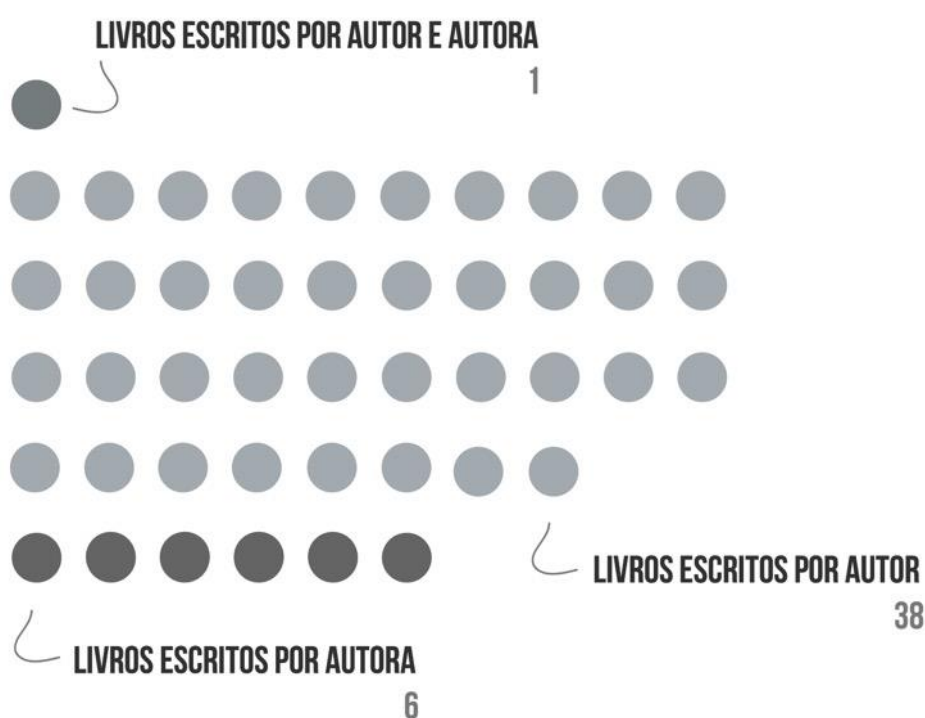 LIVROS ESCRITOS POR AUTOR E AUTORA
1
LIVROS ESCRITOS POR AUTOR
38
LIVROS ESCRITOS POR AUTORA
6